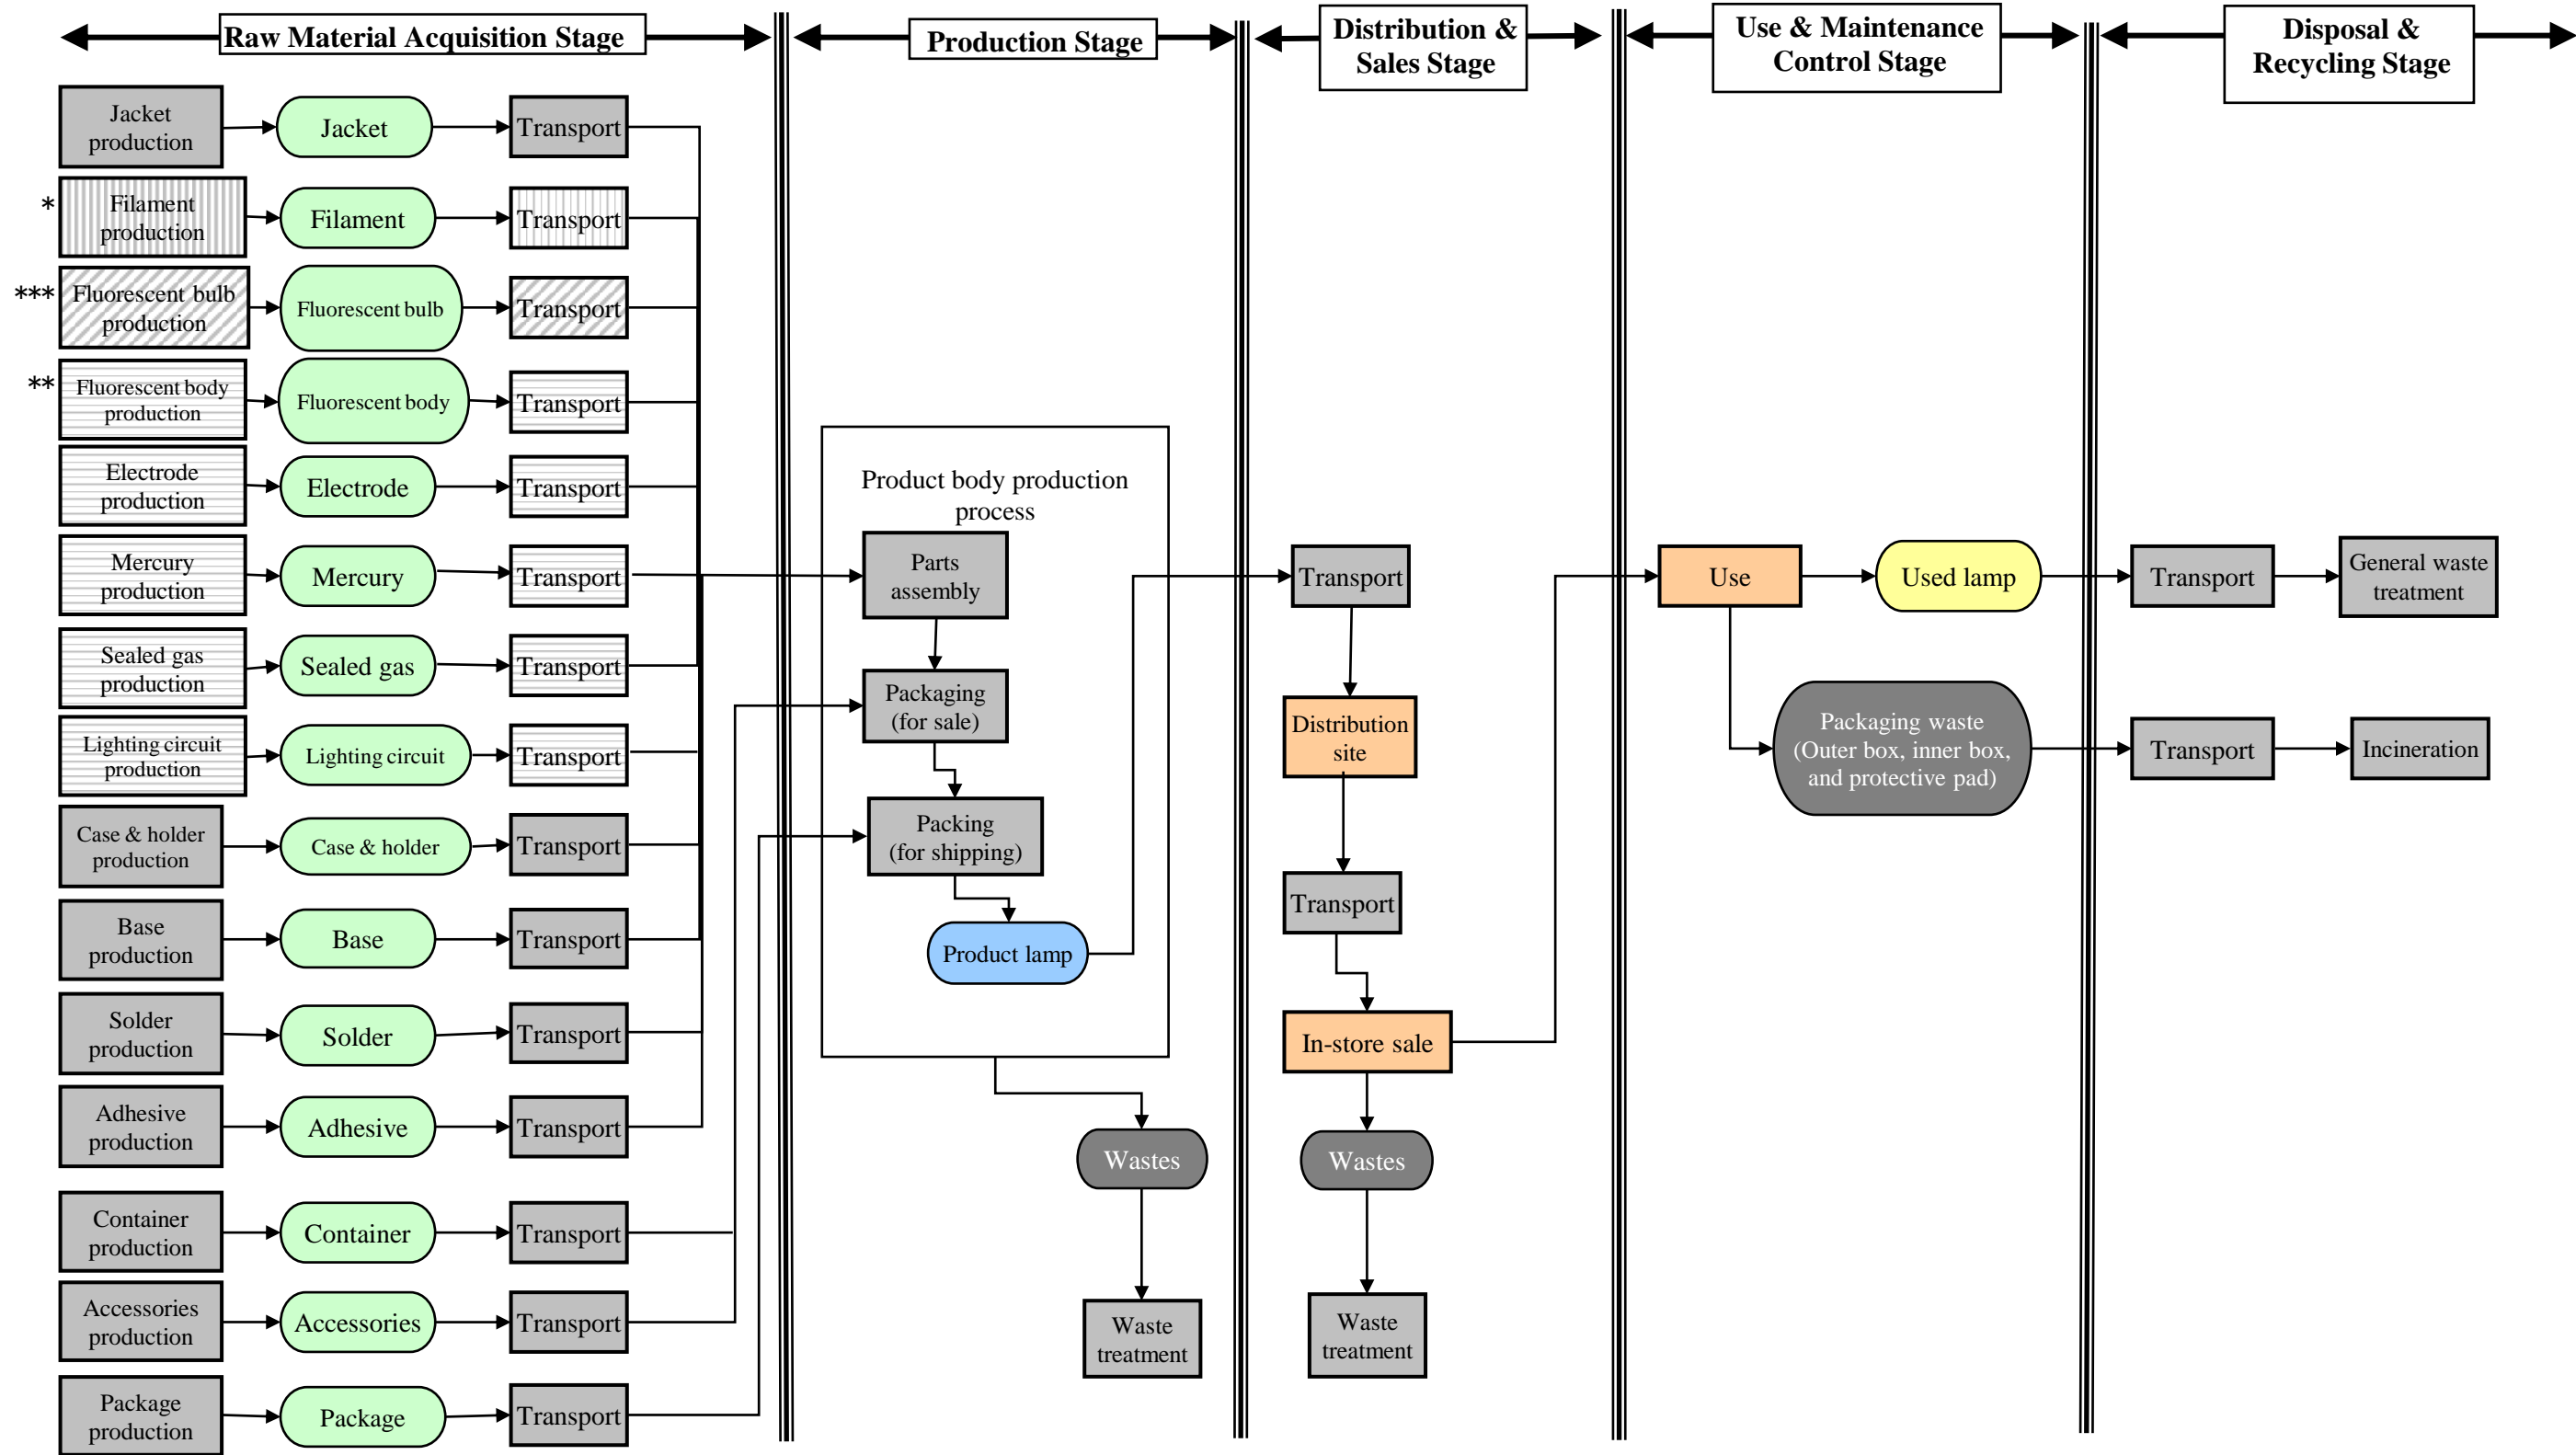 Raw Material Acquisition Stage
Production Stage
Distribution &
Sales Stage
Use & Maintenance
Control Stage
Disposal &
Recycling Stage
Jacket
production
Jacket
Transport
*
Filament
production
Filament
Transport
***
Fluorescent bulb
production
Fluorescent bulb
Transport
**
Fluorescent body
production
Fluorescent body
Transport
Electrode
production
Electrode
Transport
Mercury
production
Mercury
Transport
Sealed gas
production
Sealed gas
Transport
Lighting circuit
production
Lighting circuit
Transport
Case & holder
production
Case & holder
Transport
Base
production
Base
Transport
Solder
production
Solder
Transport
Adhesive
production
Adhesive
Transport
Container
production
Container
Transport
Accessories
production
Accessories
Transport
Package
production
Package
Transport
Product body production
process
Parts
assembly
Packaging
(for sale)
Packing
(for shipping)
Product lamp
Wastes
Waste
treatment
Transport
Distribution
site
Transport
In-store sale
Wastes
Waste
treatment
Use
Used lamp
Packaging waste
(Outer box, inner box,
and protective pad)
Transport
General waste
treatment
Transport
Incineration